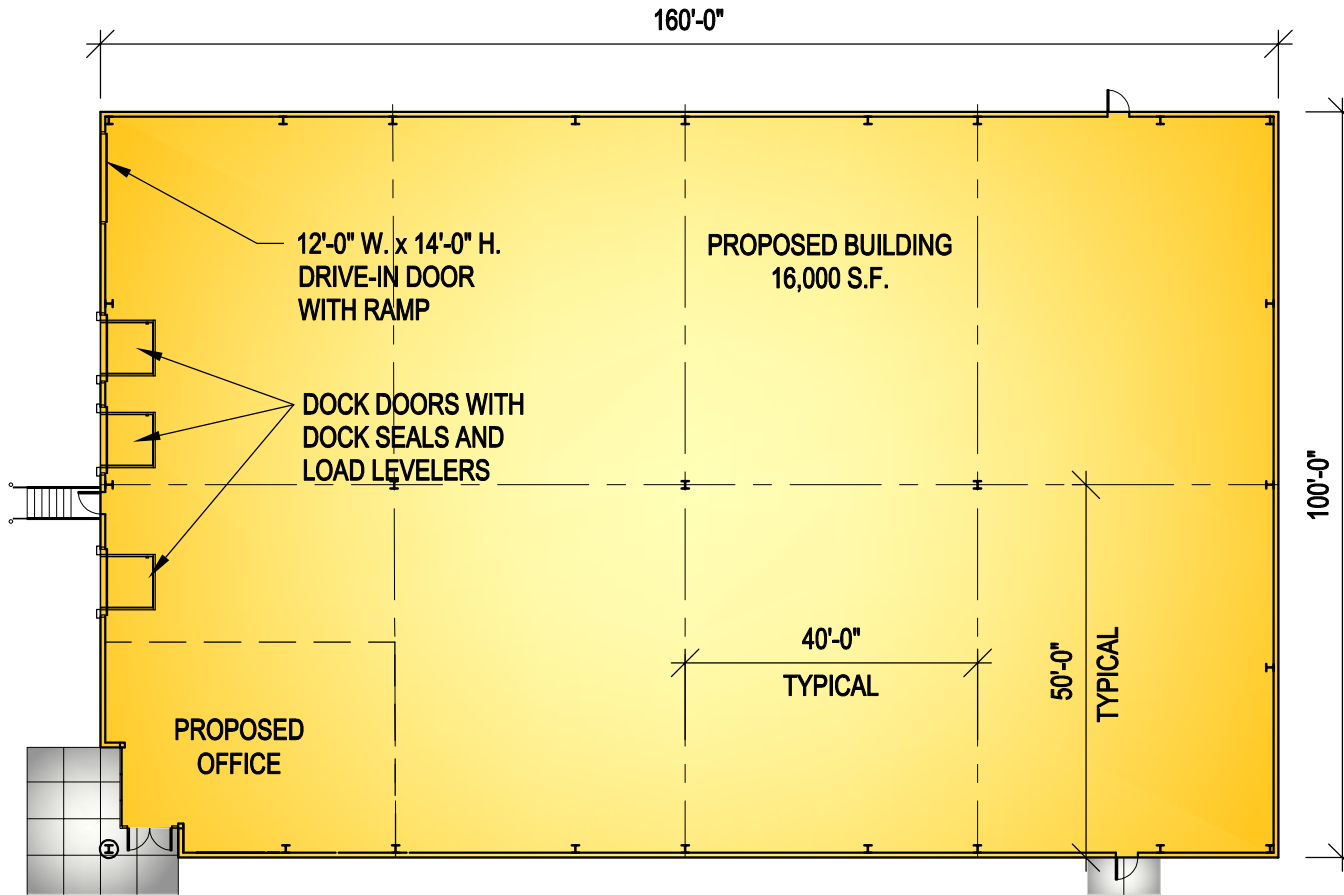 160'-0"
12'-0" W. x 14'-0" H.
DRIVE-IN DOOR
WITH RAMP
PROPOSED BUILDING
16,000 S.F.
DOCK DOORS WITH
DOCK SEALS AND
LOAD LEVELERS
100'-0"
40'-0"
TYPICAL
50'-0"
TYPICAL
PROPOSED
OFFICE